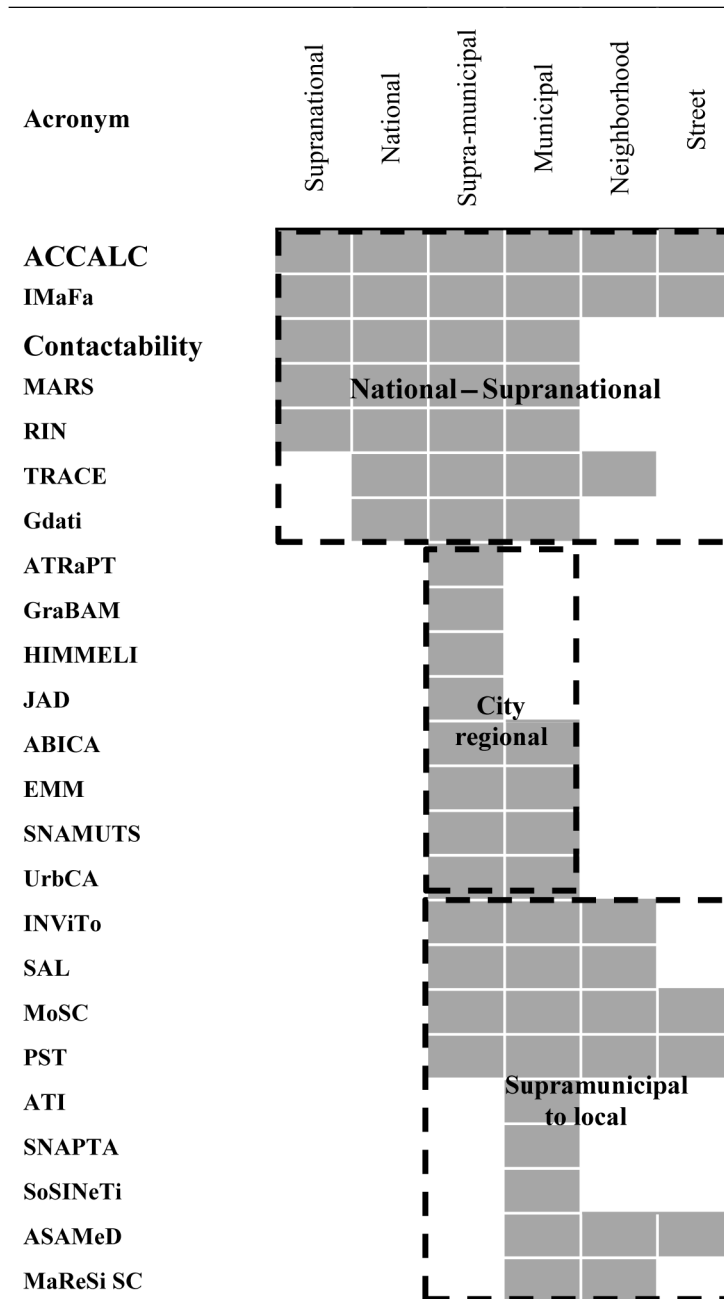 Acronym
Supranational
National
Supra-municipal
Municipal
Neighborhood
Street
ACCALC
IMaFa
Contactability
MARS
National – Supranational
RIN
TRACE
Gdati
ATRaPT
GraBAM
HIMMELI
JAD
City
regional
ABICA
EMM
SNAMUTS
UrbCA
INViTo
SAL
MoSC
PST
Supramunicipal
to local
ATI
SNAPTA
SoSINeTi
ASAMeD
MaReSi SC